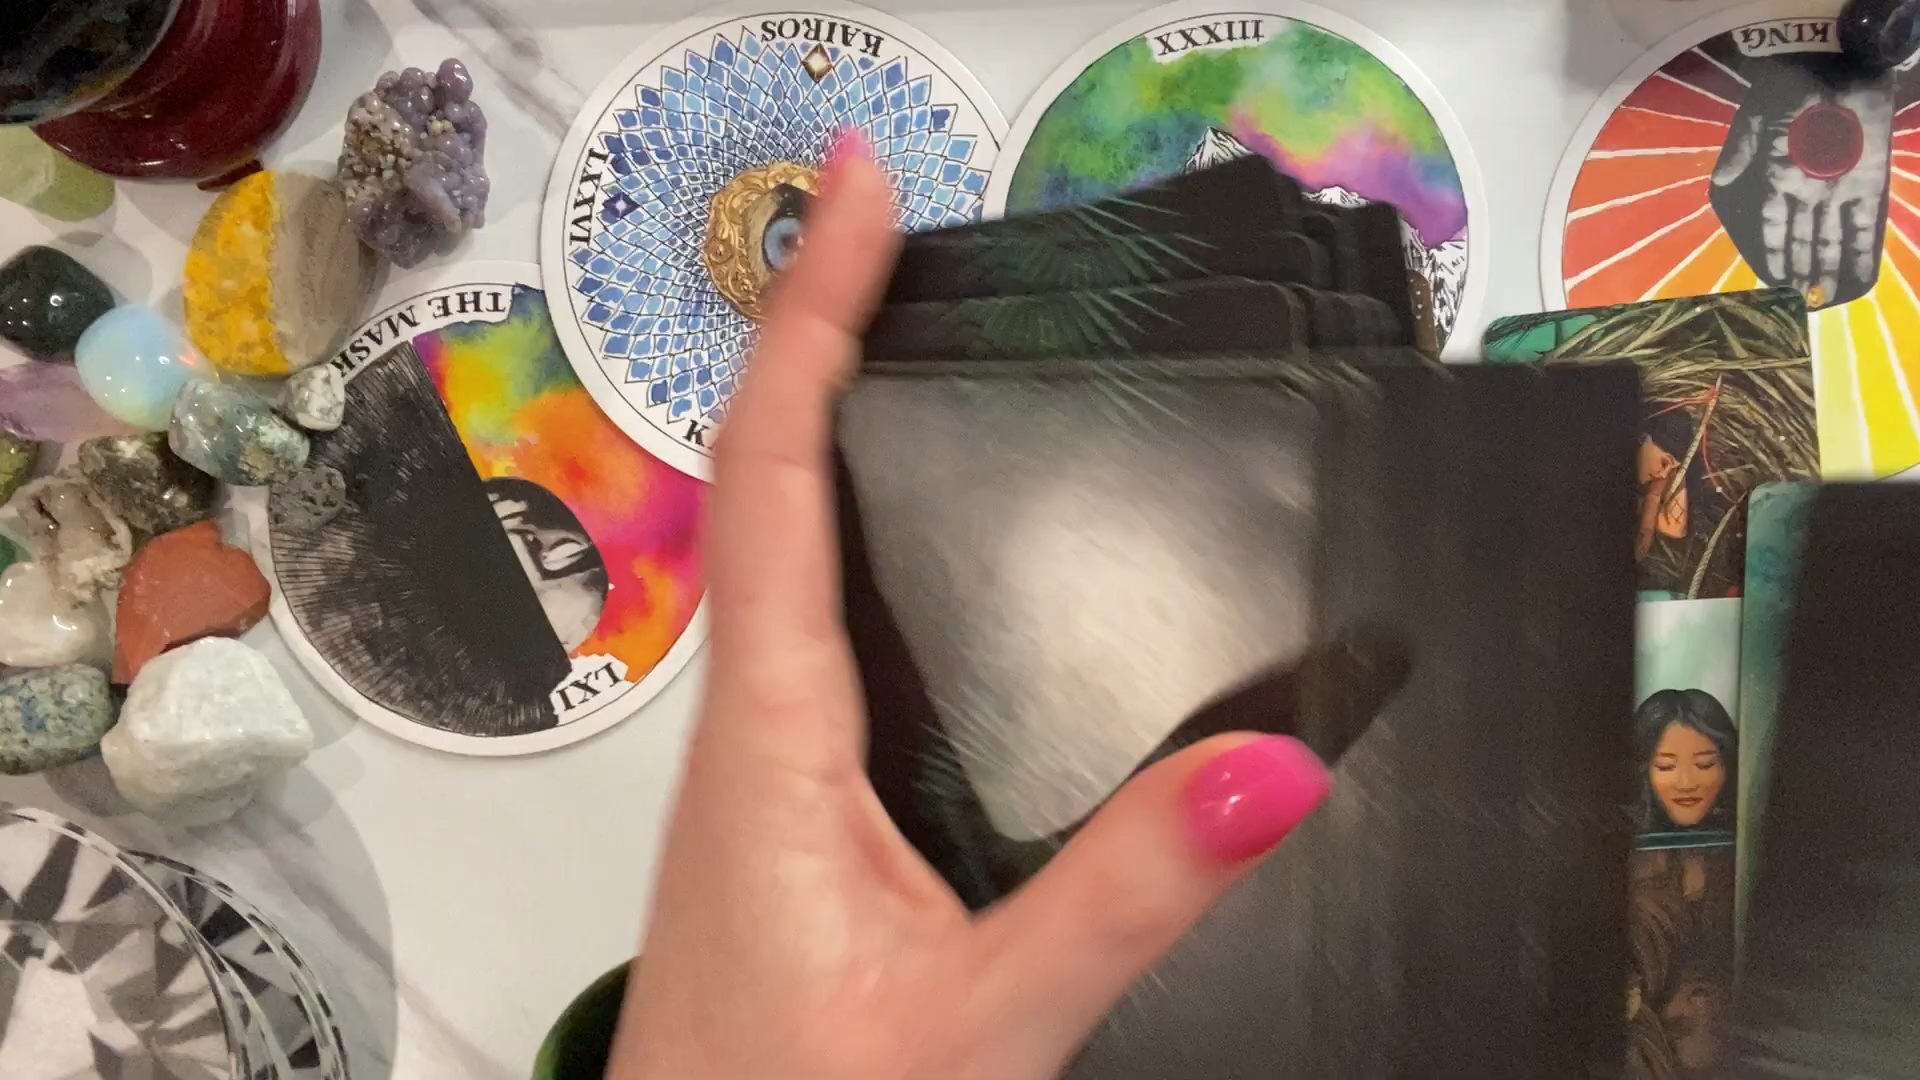 KAIROS
LXXVI
XXXIII
KING
THE MASK
LXI